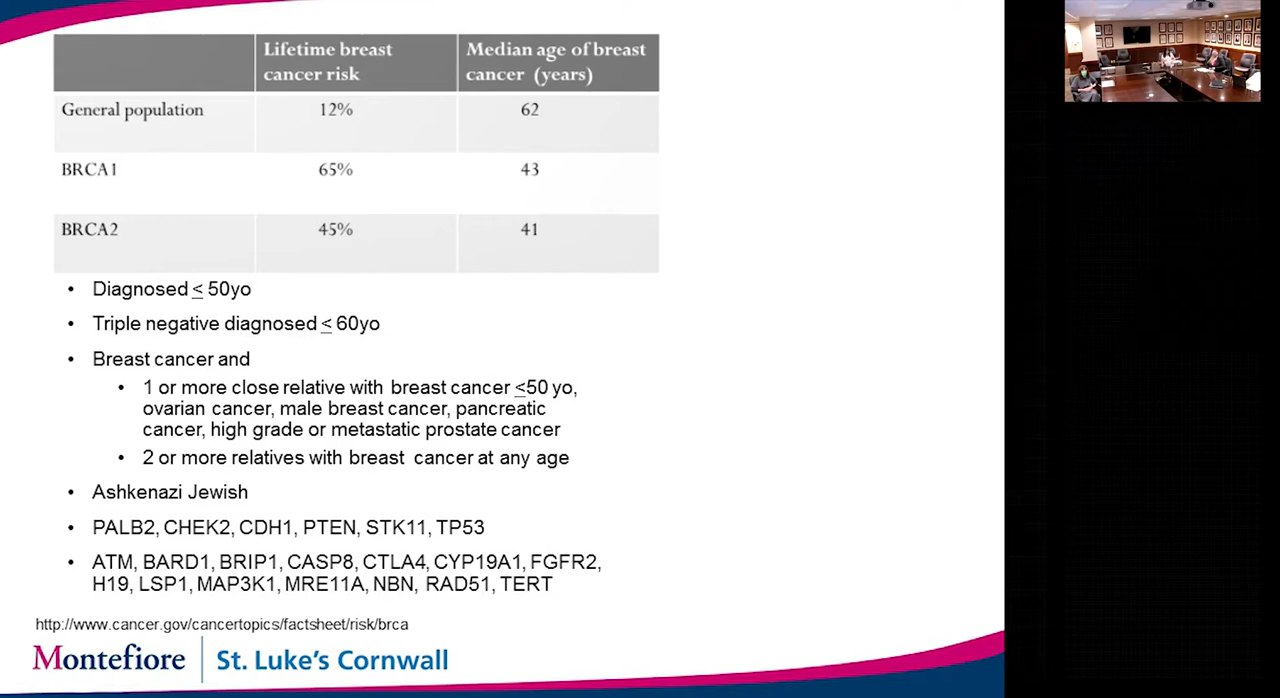 Lifetime breast cancer risk
Median age of breast cancer (years)
General population 12% 62
BRCA1 65% 43
BRCA2 45% 41
• Diagnosed ≤ 50yo
• Triple negative diagnosed ≤ 60yo
• Breast cancer and
• 1 or more close relative with breast cancer ≤50 yo,
ovarian cancer, male breast cancer, pancreatic
cancer, high grade or metastatic prostate cancer
• 2 or more relatives with breast cancer at any age
• Ashkenazi Jewish
• PALB2, CHEK2, CDH1, PTEN, STK11, TP53
• ATM, BARD1, BRIP1, CASP8, CTLA4, CYP19A1, FGFR2,
H19, LSP1, MAP3K1, MRE11A, NBN, RAD51, TERT
http://www.cancer.gov/cancertopics/factsheet/risk/brca
Montefiore St. Luke's Cornwall